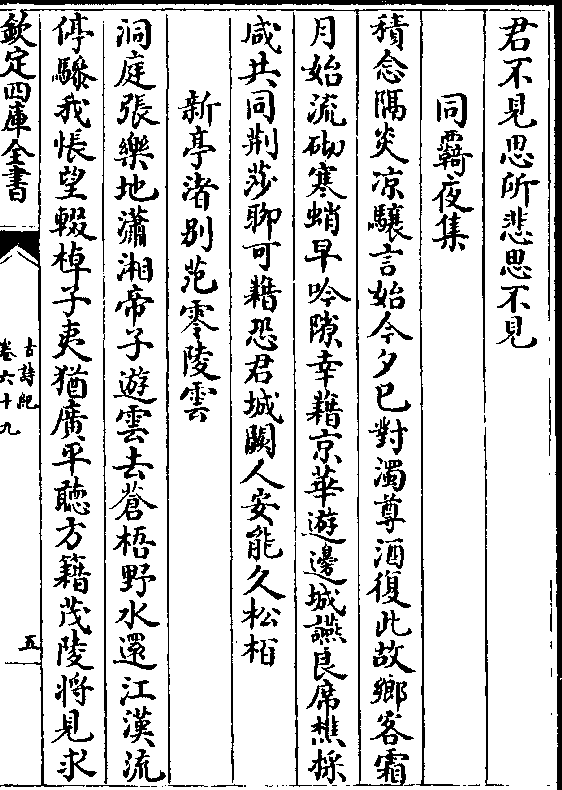 君不見思所悲思不見
同羈夜集
積念隔炎凉驤言始今夕已對濁尊酒復此故鄉客霜
月始流砌寒蛸早吟隙幸藉京華遊邊城讌良席樵採
咸共同荆莎聊可藉恐君城闕人安能久松栢
新亭渚别范零陵雲
洞庭張樂地瀟湘帝子遊雲去蒼梧野水還江漢流
停驂我悵望輟棹子夷猶廣平聽方籍茂陵將見求
欽定四庫全書
古詩紀
卷六十九
五